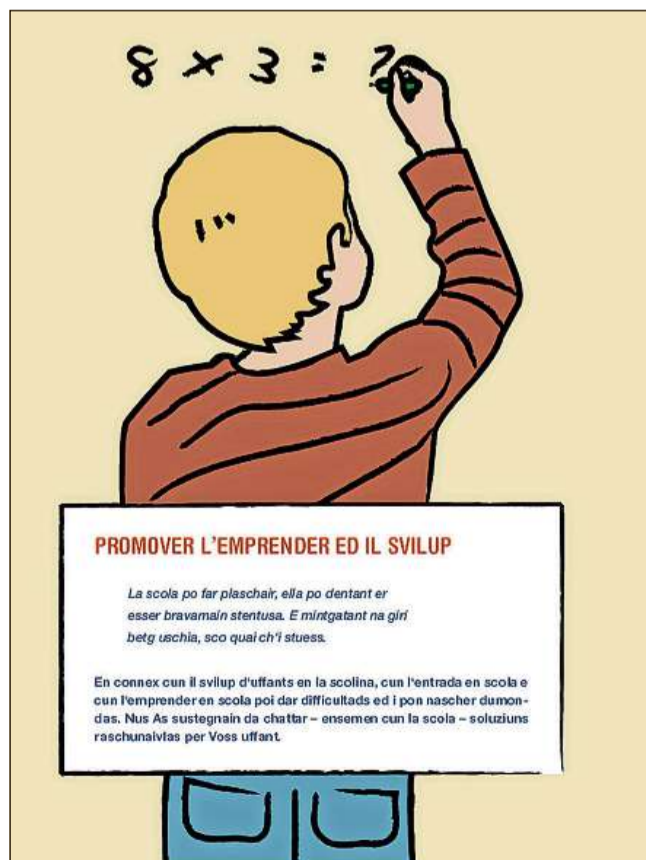 8 × 3 = ?
PROMOVER L'EMPRENDER ED IL SVILUP
La scola po far plaschair, ella po dentant er
esser bravamain stentusa. E mintgatant na giri
betg uschia, sco quai ch'i stuess.
En connex cun il svilup d'uffants en la scolina, cun l'entrada en scola e
cun l'emprender en scola poi dar difficultads ed i pon nascher dumon-
das. Nus As sustegnain da chattar – ensemen cun la scola – soluziuns
raschunaivlas per Voss uffant.